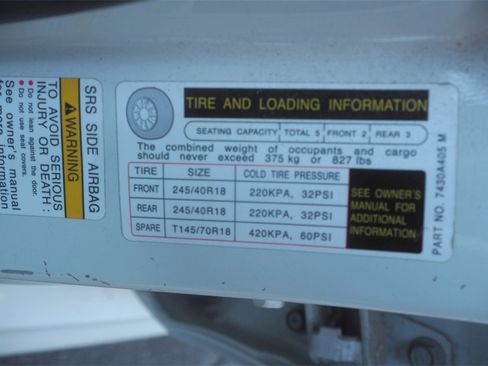 TIRE AND LOADING INFORMATION
SEATING CAPACITY TOTAL 5 FRONT 2 REAR 3
The combined weight of occupants and cargo
should never exceed 375 kg or 827 lbs
TIRE SIZE COLD TIRE PRESSURE
FRONT 245/40R18 220KPA, 32PSI
REAR 245/40R18 220KPA, 32PSI
SPARE T145/70R18 420KPA, 60PSI
SEE OWNER'S
MANUAL FOR
ADDITIONAL
INFORMATION
PART NO. 7430A405 M
SRS SIDE AIRBAG
WARNING
TO AVOID SERIOUS
INJURY OR DEATH:
• Do not lean against the door.
• Do not use seat covers.
See owner's manual
for more information